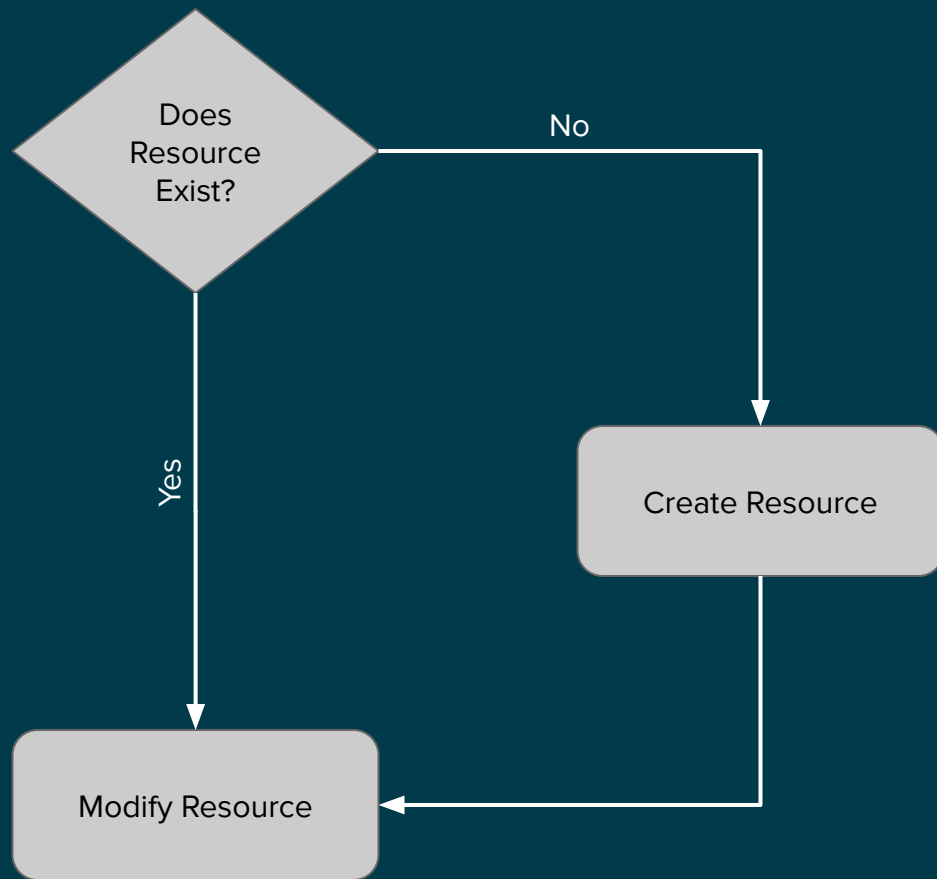 Does
Resource
Exist?
No
Yes
Create Resource
Modify Resource